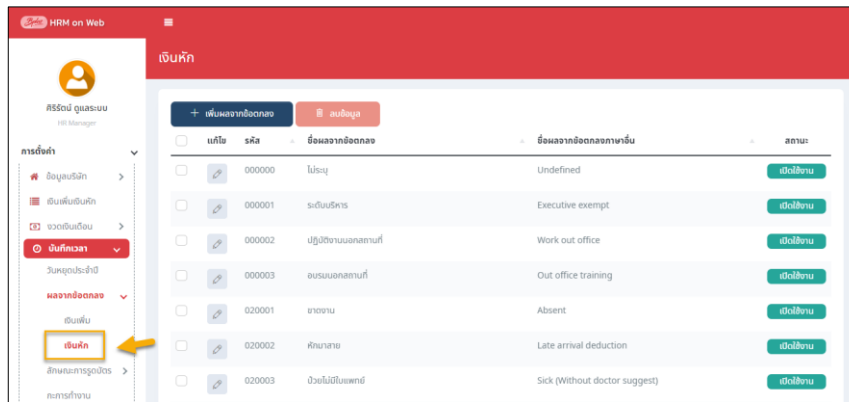 Byte HRM on Web
เงินหัก
ศิริรัตน์ ดูแลระบบ
HR Manager
การตั้งค่า
ข้อมูลบริษัท
เงินเพิ่มเงินหัก
งวดเงินเดือน
บันทึกเวลา
วันหยุดประจำปี
ผลจากข้อตกลง
เงินเพิ่ม
เงินหัก
ลักษณะการรูดบัตร
กะการทำงาน
+ เพิ่มผลจากข้อตกลง ลบข้อมูล
แก้ไข รหัส ชื่อผลจากข้อตกลง ชื่อผลจากข้อตกลงภาษาอื่น สถานะ
000000 ไม่ระบุ Undefined เปิดใช้งาน
000001 ระดับบริหาร Executive exempt เปิดใช้งาน
000002 ปฏิบัติงานนอกสถานที่ Work out office เปิดใช้งาน
000003 อบรมนอกสถานที่ Out office training เปิดใช้งาน
020001 ขาดงาน Absent เปิดใช้งาน
020002 หักมาสาย Late arrival deduction เปิดใช้งาน
020003 ป่วยไม่มีใบแพทย์ Sick (Without doctor suggest) เปิดใช้งาน